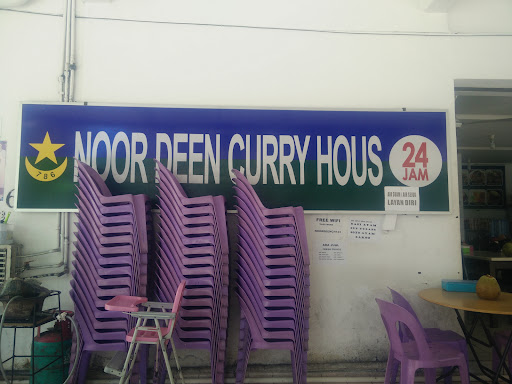 NOOR DEEN CURRY HOUS
24
JAM
786
LAYAN DIRI
FREE WIFI